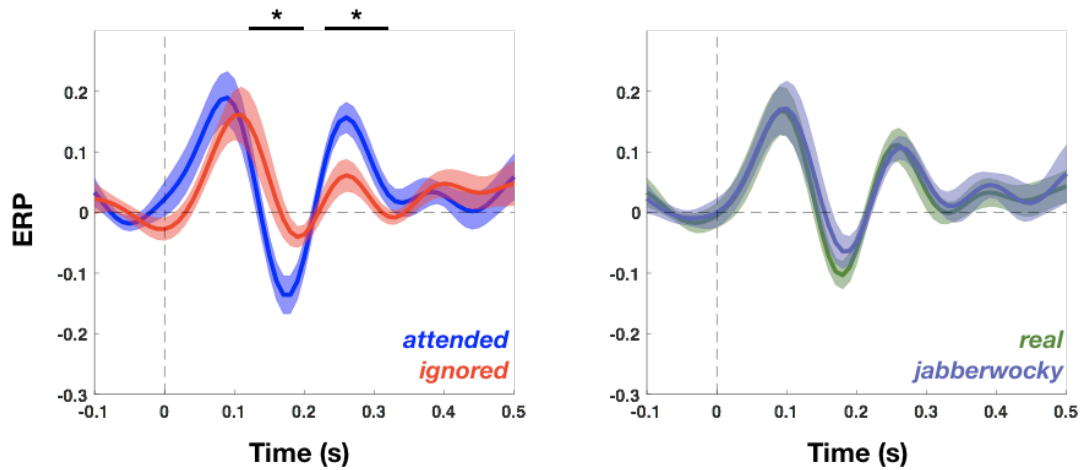 * *
ERP
0.2
0.1
0
-0.1
-0.2
-0.3
-0.1 0 0.1 0.2 0.3 0.4 0.5
Time (s)
attended
ignored
0.2
0.1
0
-0.1
-0.2
-0.3
-0.1 0 0.1 0.2 0.3 0.4 0.5
Time (s)
real
jabberwocky